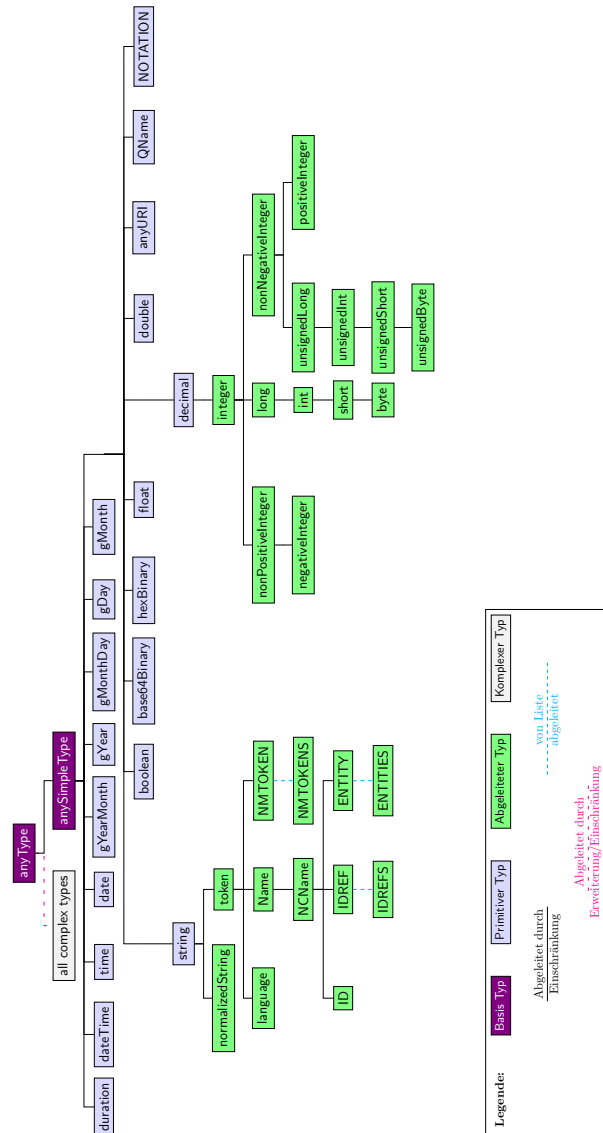 anyType
all complex types
anySimpleType
duration
dateTime
time
date
gYearMonth
gYear
gMonthDay
gDay
gMonth
boolean
base64Binary
hexBinary
float
double
anyURI
QName
NOTATION
string
decimal
normalizedString
token
integer
language
Name
NMTOKEN
nonPositiveInteger
long
nonNegativeInteger
NCName
NMTOKENS
negativeInteger
int
unsignedLong
positiveInteger
ID
IDREF
ENTITY
short
unsignedInt
IDREFS
ENTITIES
byte
unsignedShort
unsignedByte
Legende:
Basis Typ
Primitiver Typ
Abgeleiteter Typ
Komplexer Typ
Abgeleitet durch
Einschränkung
von Liste
abgeleitet
Abgeleitet durch
Erweiterung/Einschränkung